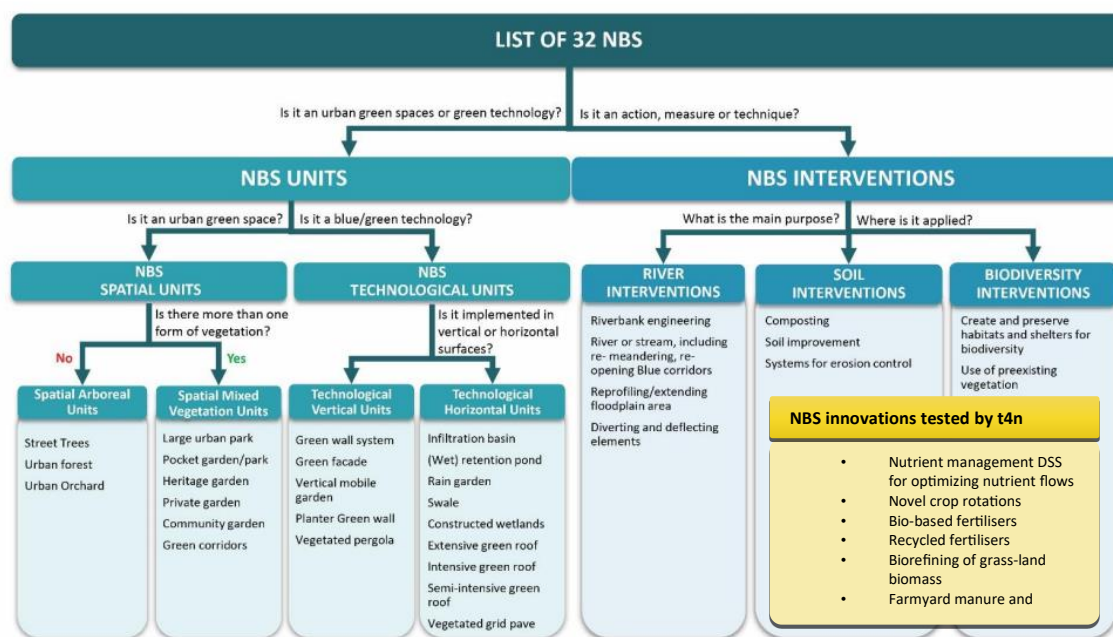 LIST OF 32 NBS
Is it an urban green spaces or green technology?
Is it an action, measure or technique?
NBS UNITS
NBS INTERVENTIONS
Is it an urban green space?
Is it a blue/green technology?
What is the main purpose?
Where is it applied?
NBS
SPATIAL UNITS
NBS
TECHNOLOGICAL UNITS
RIVER
INTERVENTIONS
SOIL
INTERVENTIONS
BIODIVERSITY
INTERVENTIONS
Is there more than one
form of vegetation?
No
Yes
Is it implemented in
vertical or horizontal
surfaces?
Spatial Arboreal
Units
Street Trees
Urban forest
Urban Orchard
Spatial Mixed
Vegetation Units
Large urban park
Pocket garden/park
Heritage garden
Private garden
Community garden
Green corridors
Technological
Vertical Units
Green wall system
Green facade
Vertical mobile
garden
Planter Green wall
Vegetated pergola
Technological
Horizontal Units
Infiltration basin
(Wet) retention pond
Rain garden
Swale
Constructed wetlands
Extensive green roof
Intensive green roof
Semi-intensive green
roof
Vegetated grid pave
Riverbank engineering
River or stream, including
re- meandering, re-
opening Blue corridors
Reprofiling/extending
floodplain area
Diverting and deflecting
elements
Composting
Soil improvement
Systems for erosion control
Create and preserve
habitats and shelters for
biodiversity
Use of preexisting
vegetation
NBS innovations tested by t4n
• Nutrient management DSS
for optimizing nutrient flows
• Novel crop rotations
• Bio-based fertilisers
• Recycled fertilisers
• Biorefining of grass-land
biomass
• Farmyard manure and